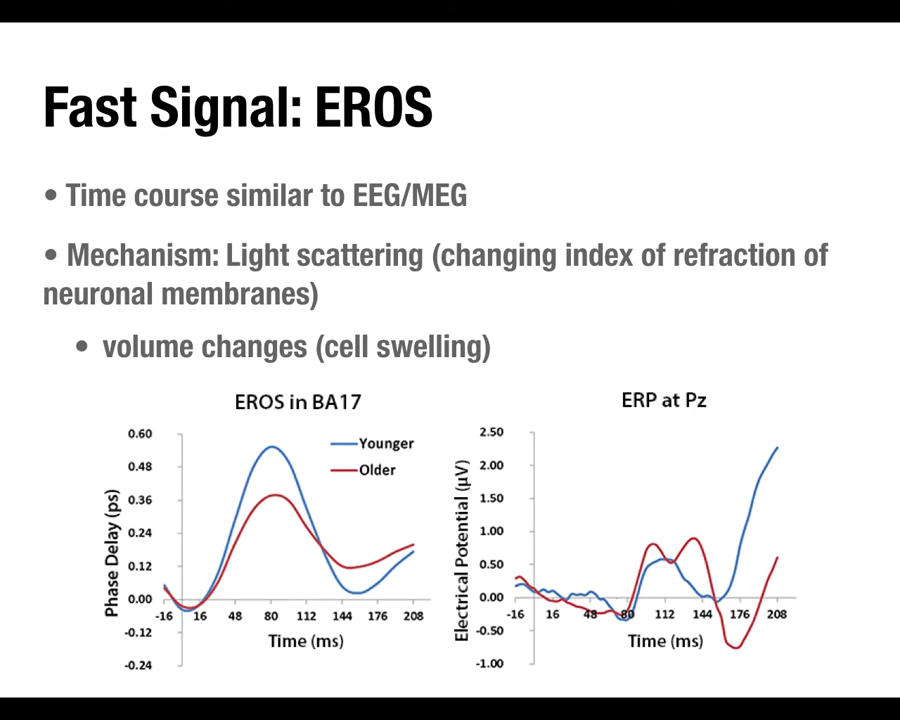 Fast Signal: EROS
• Time course similar to EEG/MEG
• Mechanism: Light scattering (changing index of refraction of
neuronal membranes)
• volume changes (cell swelling)
EROS in BA17
Phase Delay (ps)
0.60
0.48
0.36
0.24
0.12
0.00
-0.12
-0.24
Younger
Older
-16 16 48 80 112 144 176 208
Time (ms)
ERP at Pz
Electrical Potential (µV)
2.50
2.00
1.50
1.00
0.50
0.00
-0.50
-1.00
-16 16 48 80 112 144 176 208
Time (ms)